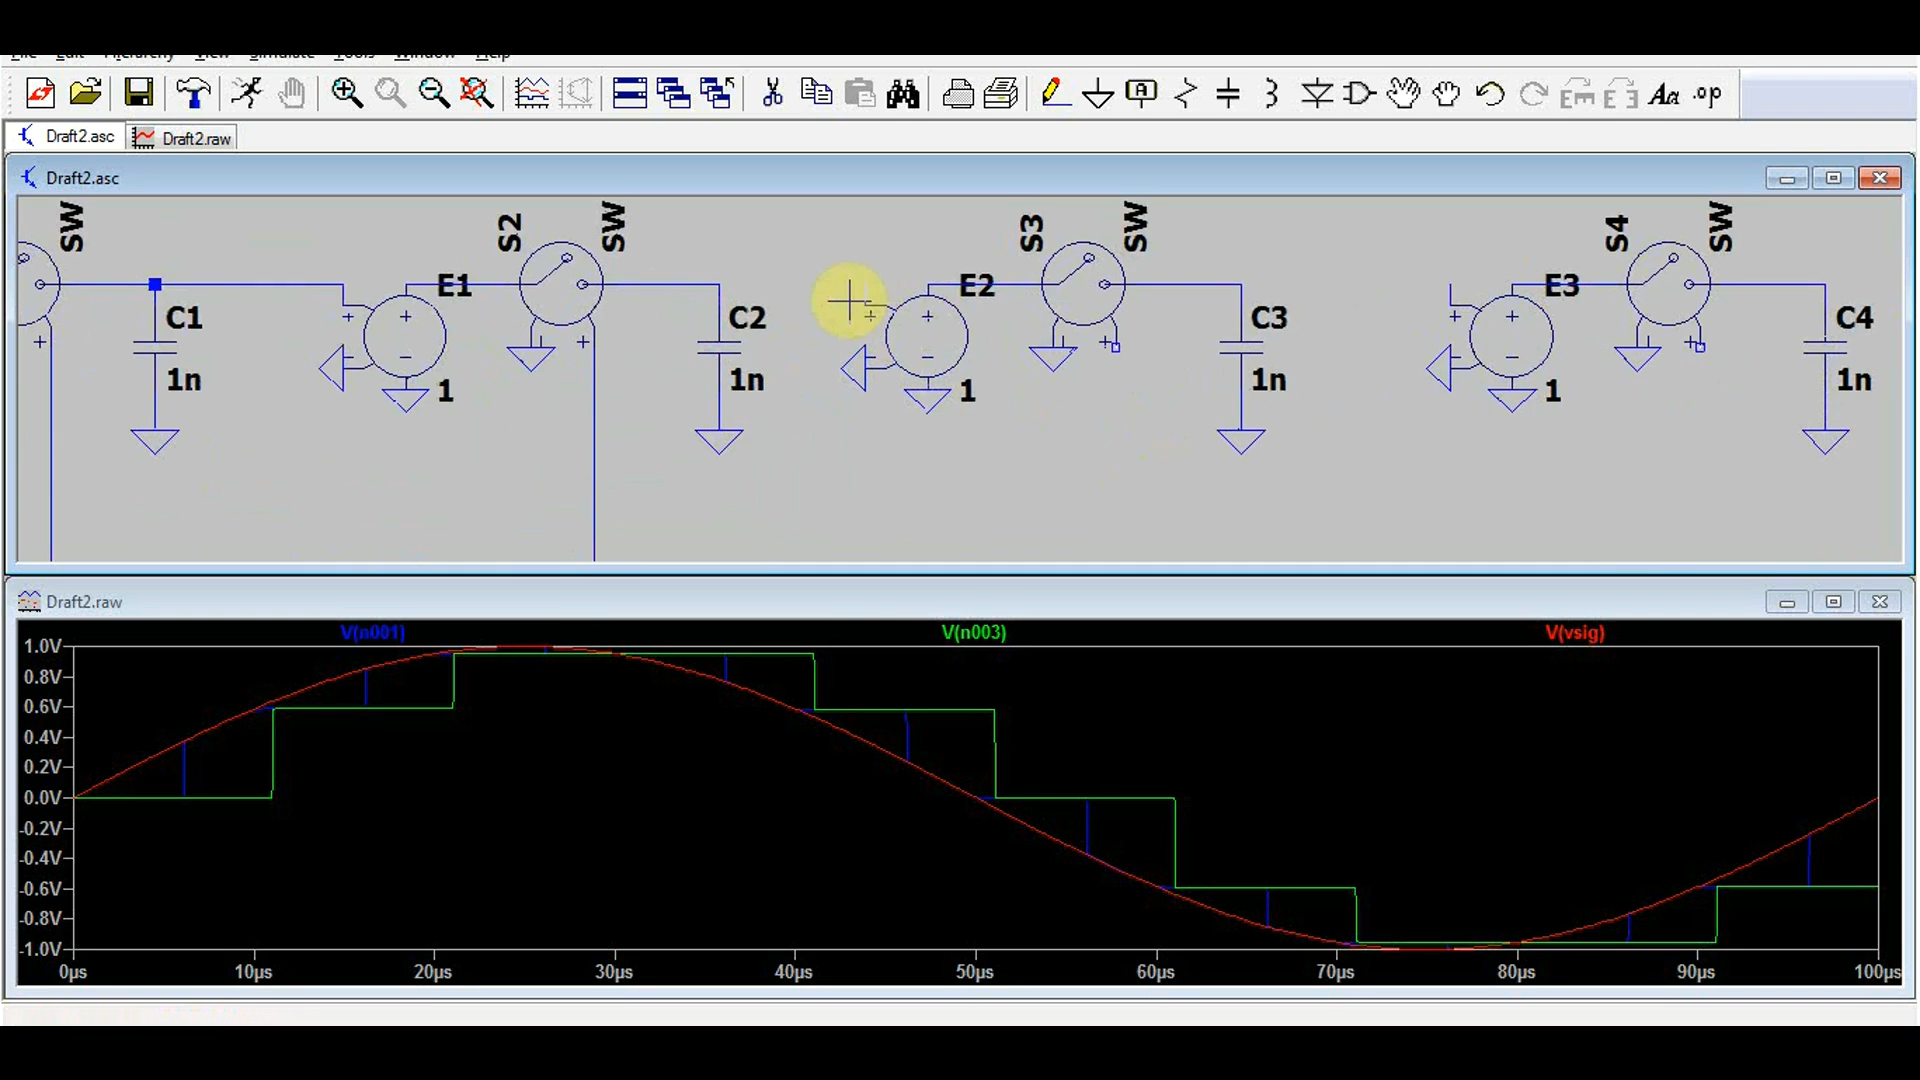 File Edit Hierarchy View Simulate Tools Window Help
Draft2.asc Draft2.raw
Draft2.asc
SW S2 SW S3 SW S4 SW
E1 E2 E3
C1 C2 C3 C4
1n 1 1n 1 1n 1 1n
Draft2.raw
V(n001) V(n003) V(vsig)
1.0V
0.8V
0.6V
0.4V
0.2V
0.0V
-0.2V
-0.4V
-0.6V
-0.8V
-1.0V
0µs 10µs 20µs 30µs 40µs 50µs 60µs 70µs 80µs 90µs 100µs